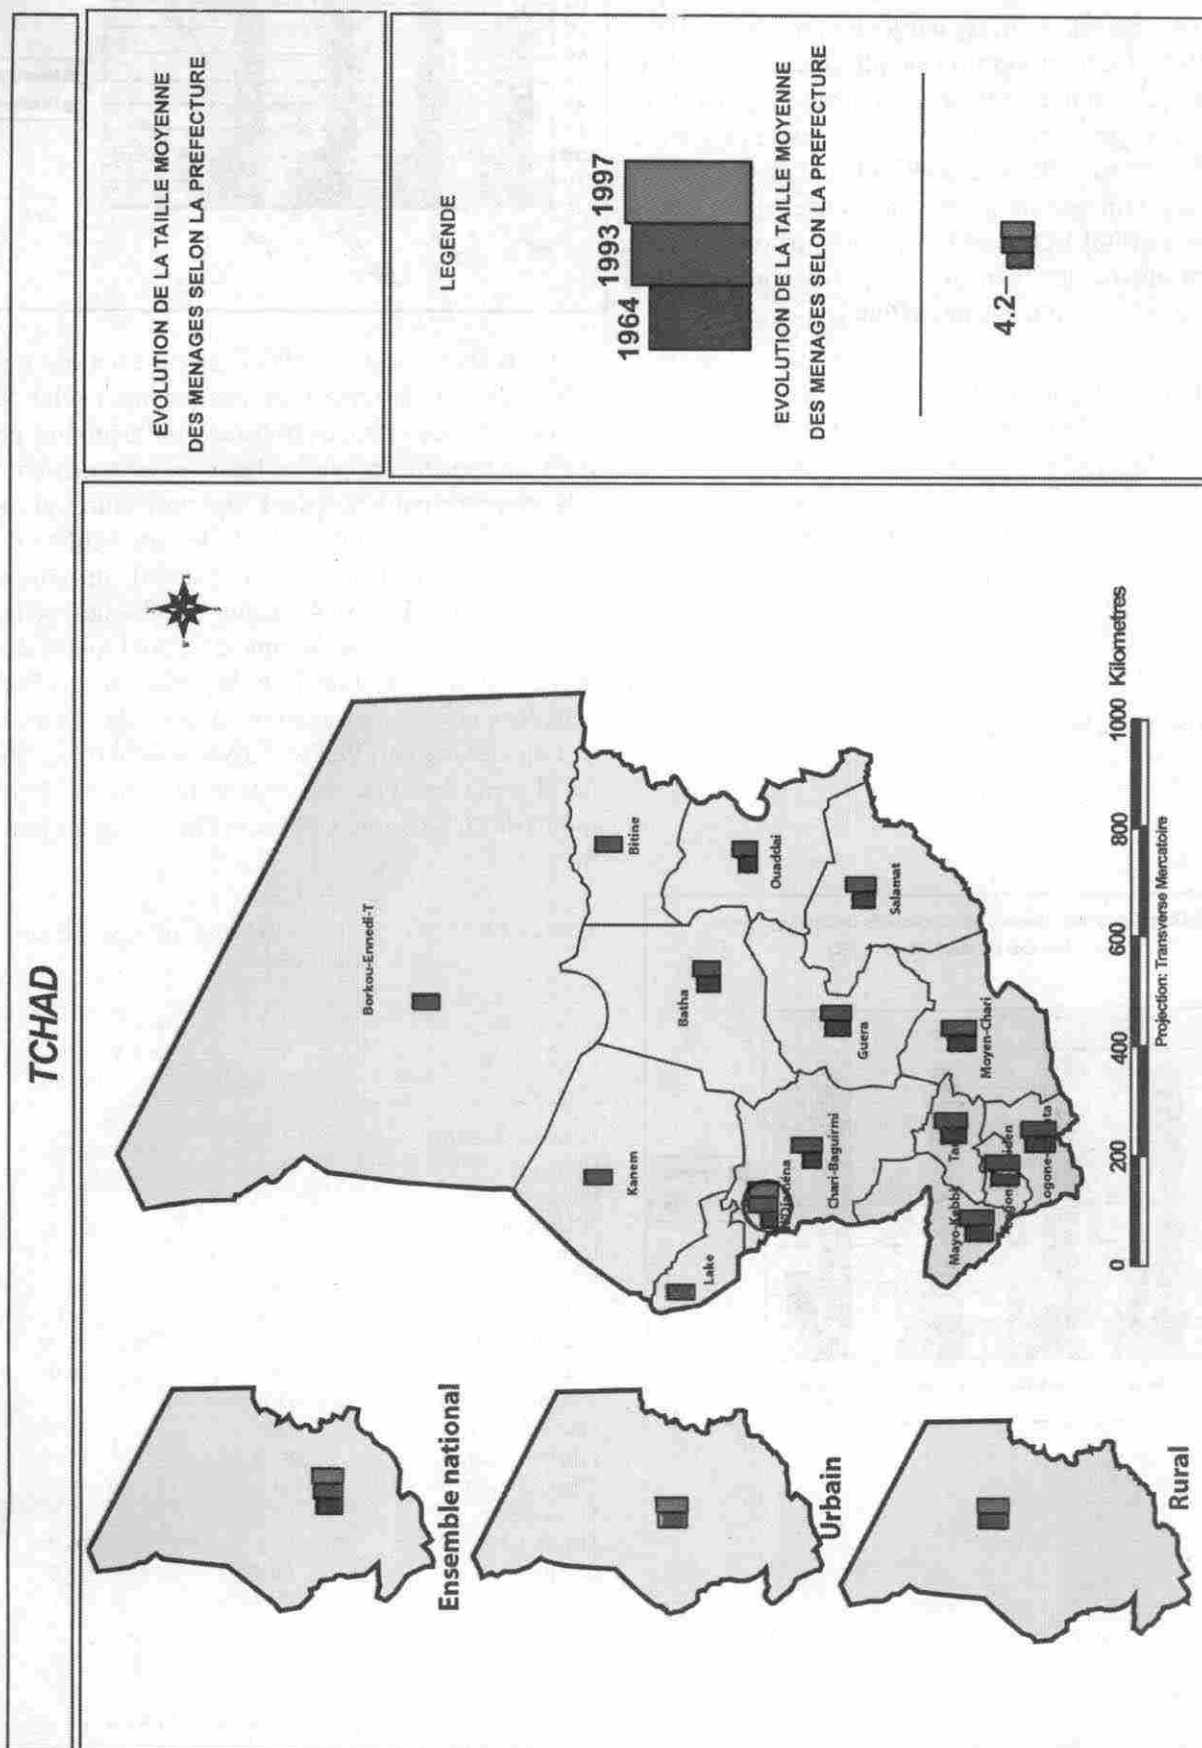 TCHAD
EVOLUTION DE LA TAILLE MOYENNE
DES MENAGES SELON LA PREFECTURE
LEGENDE
1964 1993 1997
EVOLUTION DE LA TAILLE MOYENNE
DES MENAGES SELON LA PREFECTURE
4.2
Ensemble national
Urbain
Rural
Borkou-Ennedi-T
Kanem
Bitine
Batha
Lake
Ouaddai
Chari-Baguirmi
Guera
Salamat
Mayo-Kebbi
Moyen-Chari
0 200 400 600 800 1000 Kilometres
Projection: Transverse Mercatoire